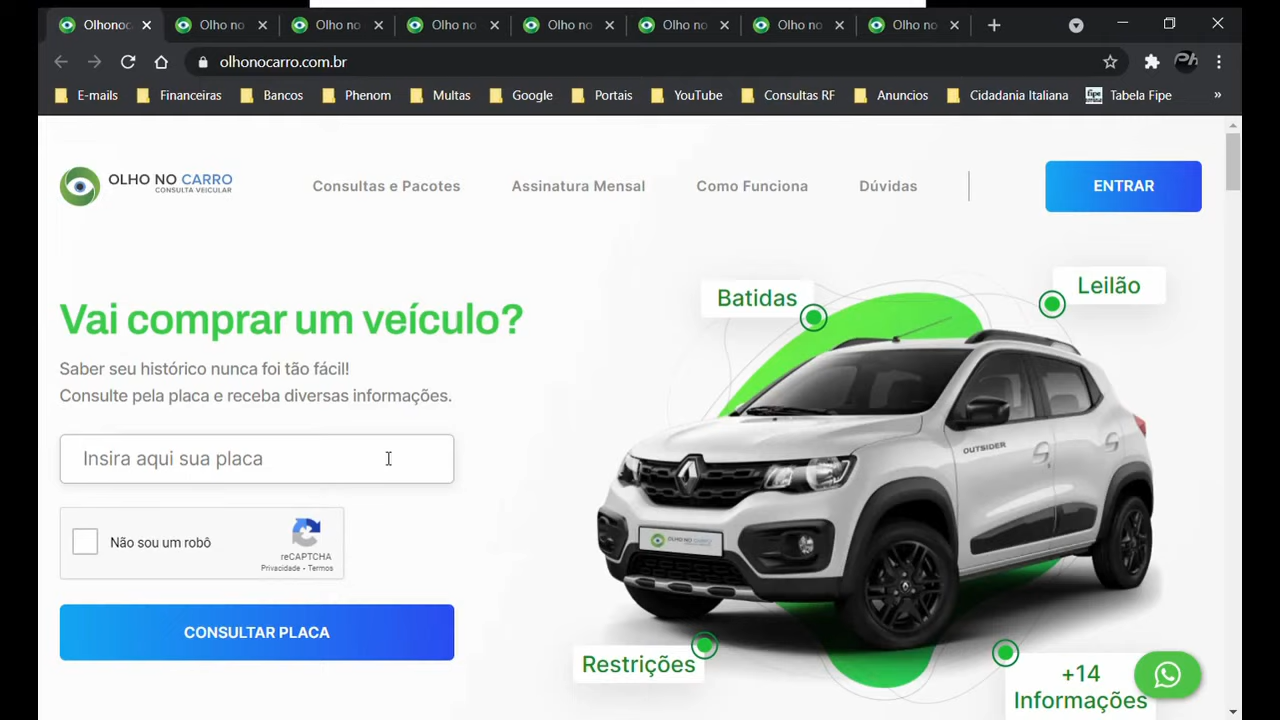 Olhonoc
Olho no
Olho no
Olho no
Olho no
Olho no
Olho no
Olho no
olhonocarro.com.br
E-mails
Financeiras
Bancos
Phenom
Multas
Google
Portais
YouTube
Consultas RF
Anuncios
Cidadania Italiana
fipe
Tabela Fipe
»
OLHO NO CARRO
CONSULTA VEICULAR
Consultas e Pacotes
Assinatura Mensal
Como Funciona
Dúvidas
ENTRAR
Vai comprar um veículo?
Saber seu histórico nunca foi tão fácil!
Consulte pela placa e receba diversas informações.
Insira aqui sua placa
Não sou um robô
reCAPTCHA
Privacidade - Termos
CONSULTAR PLACA
Batidas
Leilão
OUTSIDER
OLHO NO CARRO
Restrições
+14
Informações